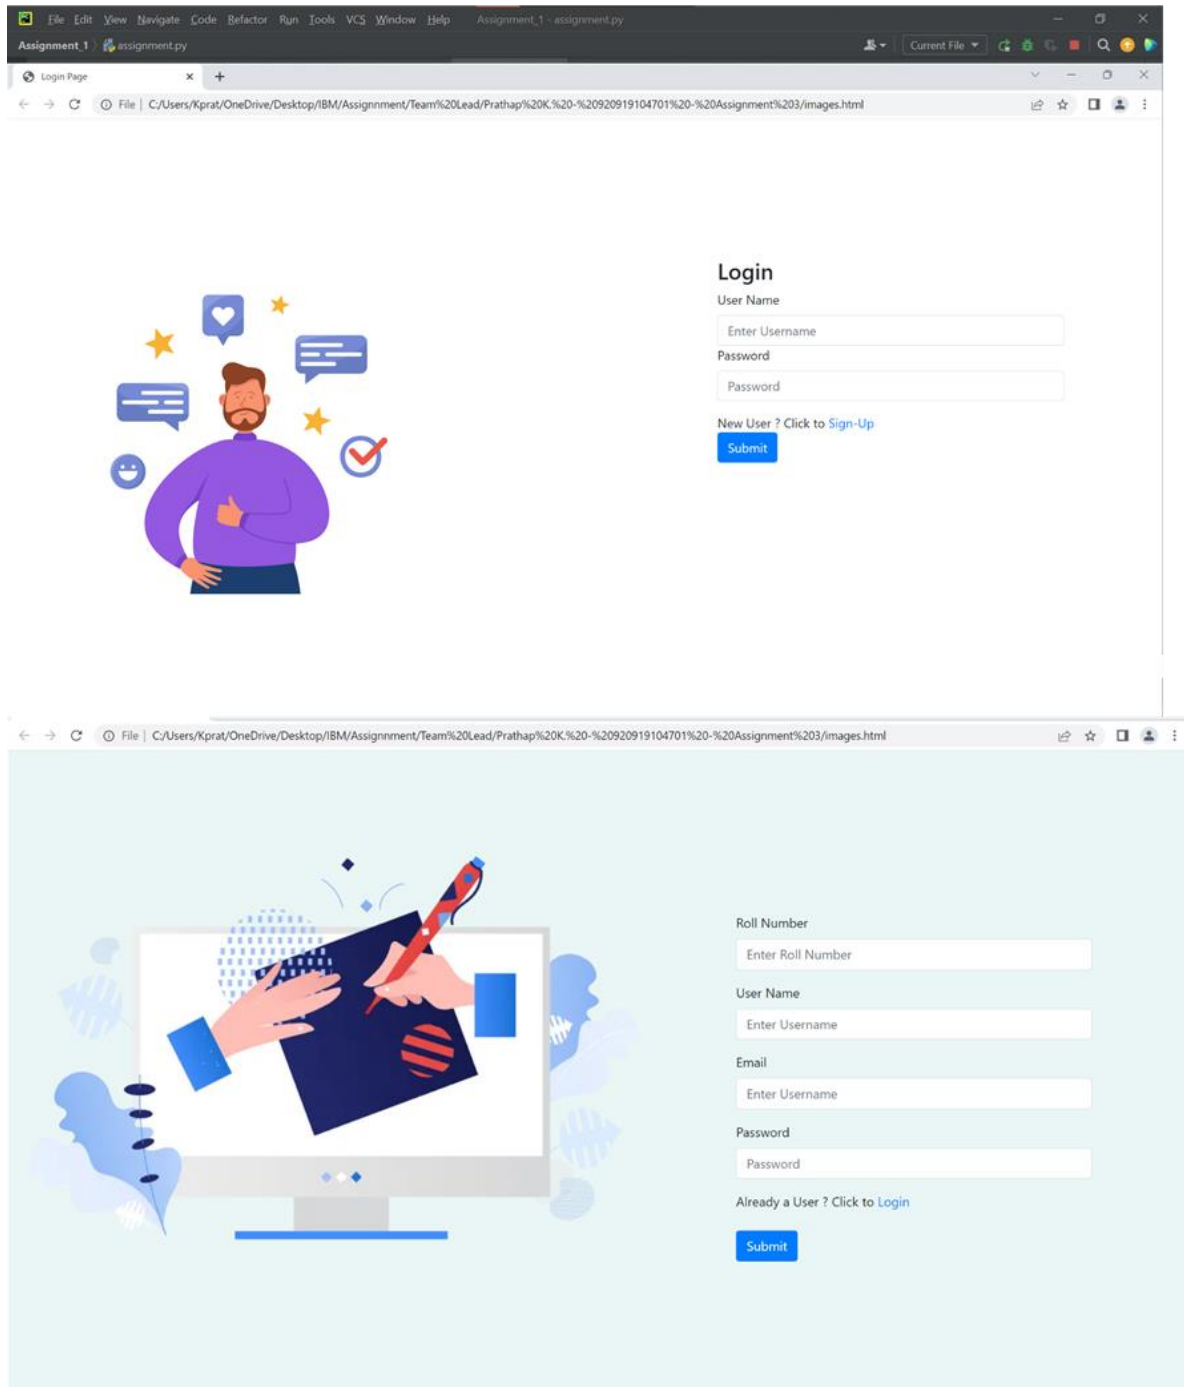 File Edit View Navigate Code Refactor Run Tools VCS Window Help Assignment_1 - assignment.py
Assignment_1 assignment.py Current File
Login Page
File C:/Users/Kprat/OneDrive/Desktop/IBM/Assignnment/Team%20Lead/Prathap%20K.%20-%20920919104701%20-%20Assignment%203/images.html
Login
User Name
Enter Username
Password
Password
New User ? Click to Sign-Up
Submit
File C:/Users/Kprat/OneDrive/Desktop/IBM/Assignnment/Team%20Lead/Prathap%20K.%20-%20920919104701%20-%20Assignment%203/images.html
Roll Number
Enter Roll Number
User Name
Enter Username
Email
Enter Username
Password
Password
Already a User ? Click to Login
Submit